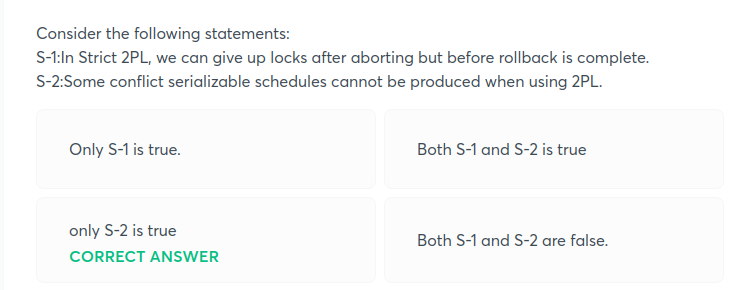 Consider the following statements:
S-1:In Strict 2PL, we can give up locks after aborting but before rollback is complete.
S-2:Some conflict serializable schedules cannot be produced when using 2PL.
Only S-1 is true.
Both S-1 and S-2 is true
only S-2 is true
CORRECT ANSWER
Both S-1 and S-2 are false.